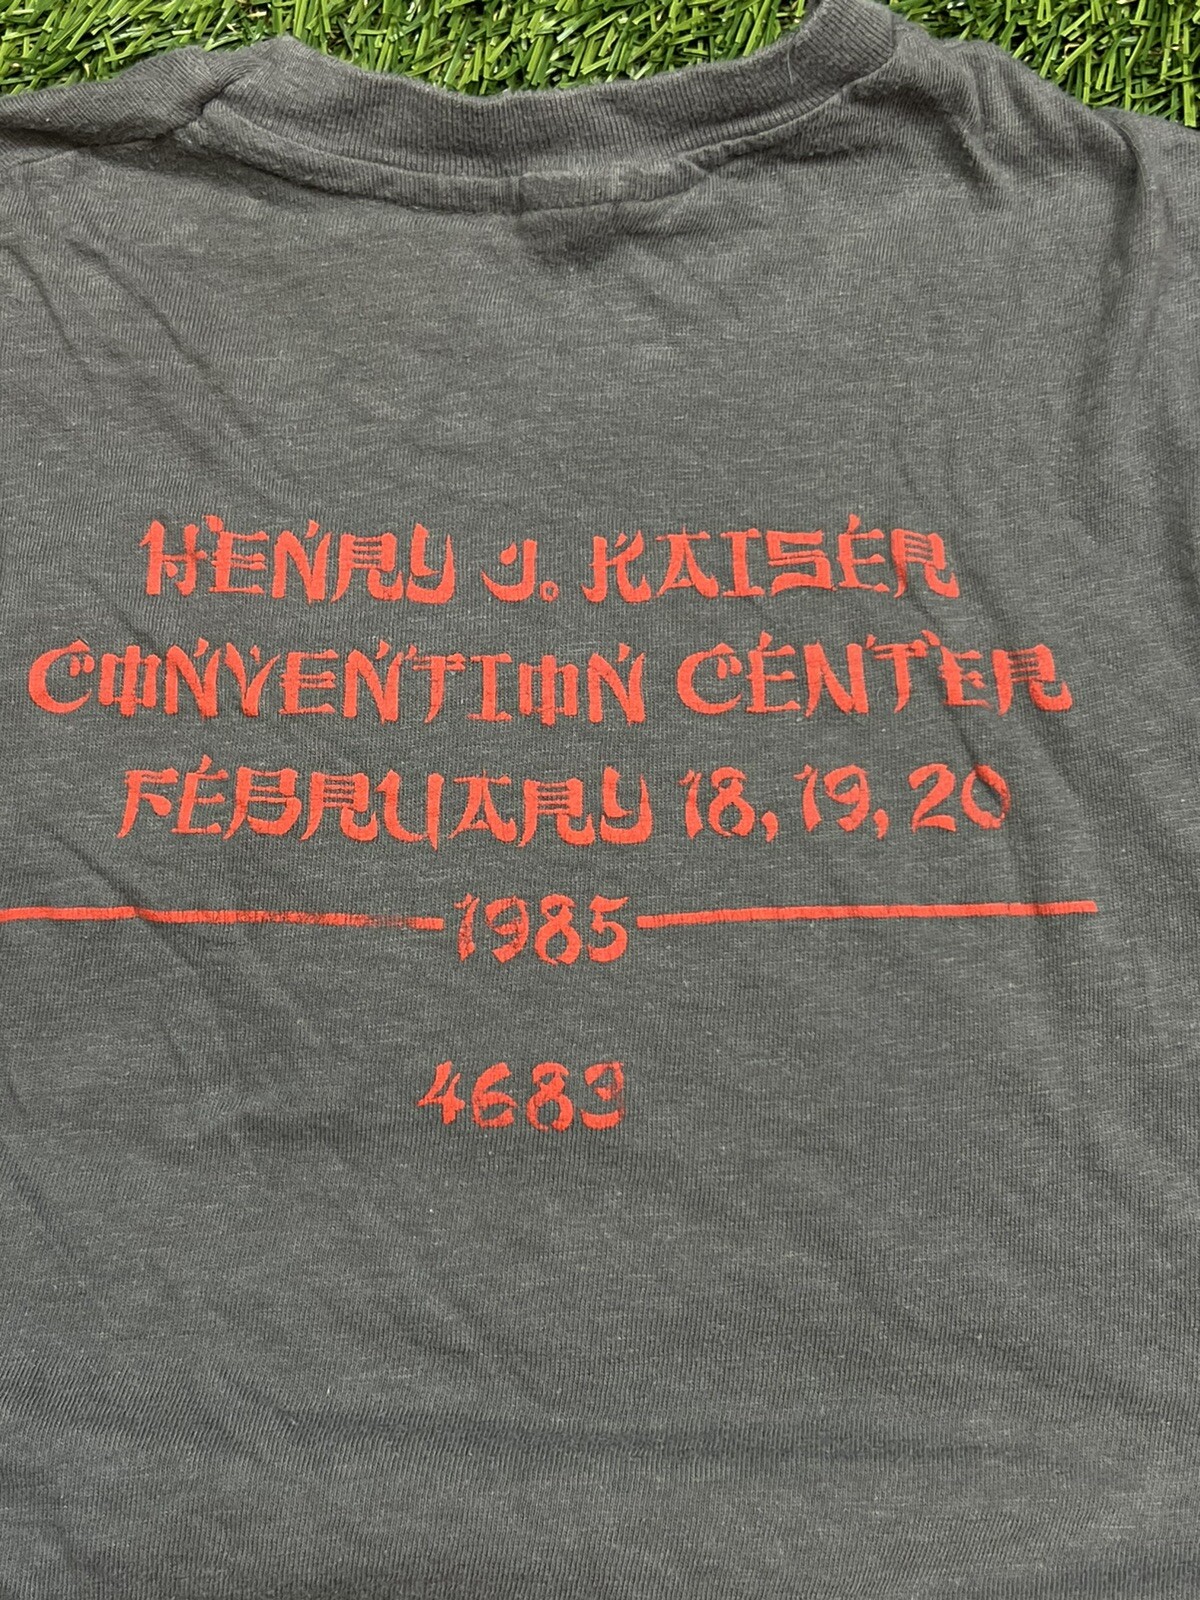 HENRY J. KAISER
CONVENTION CENTER
FEBRUARY 18, 19, 20
1985
4683